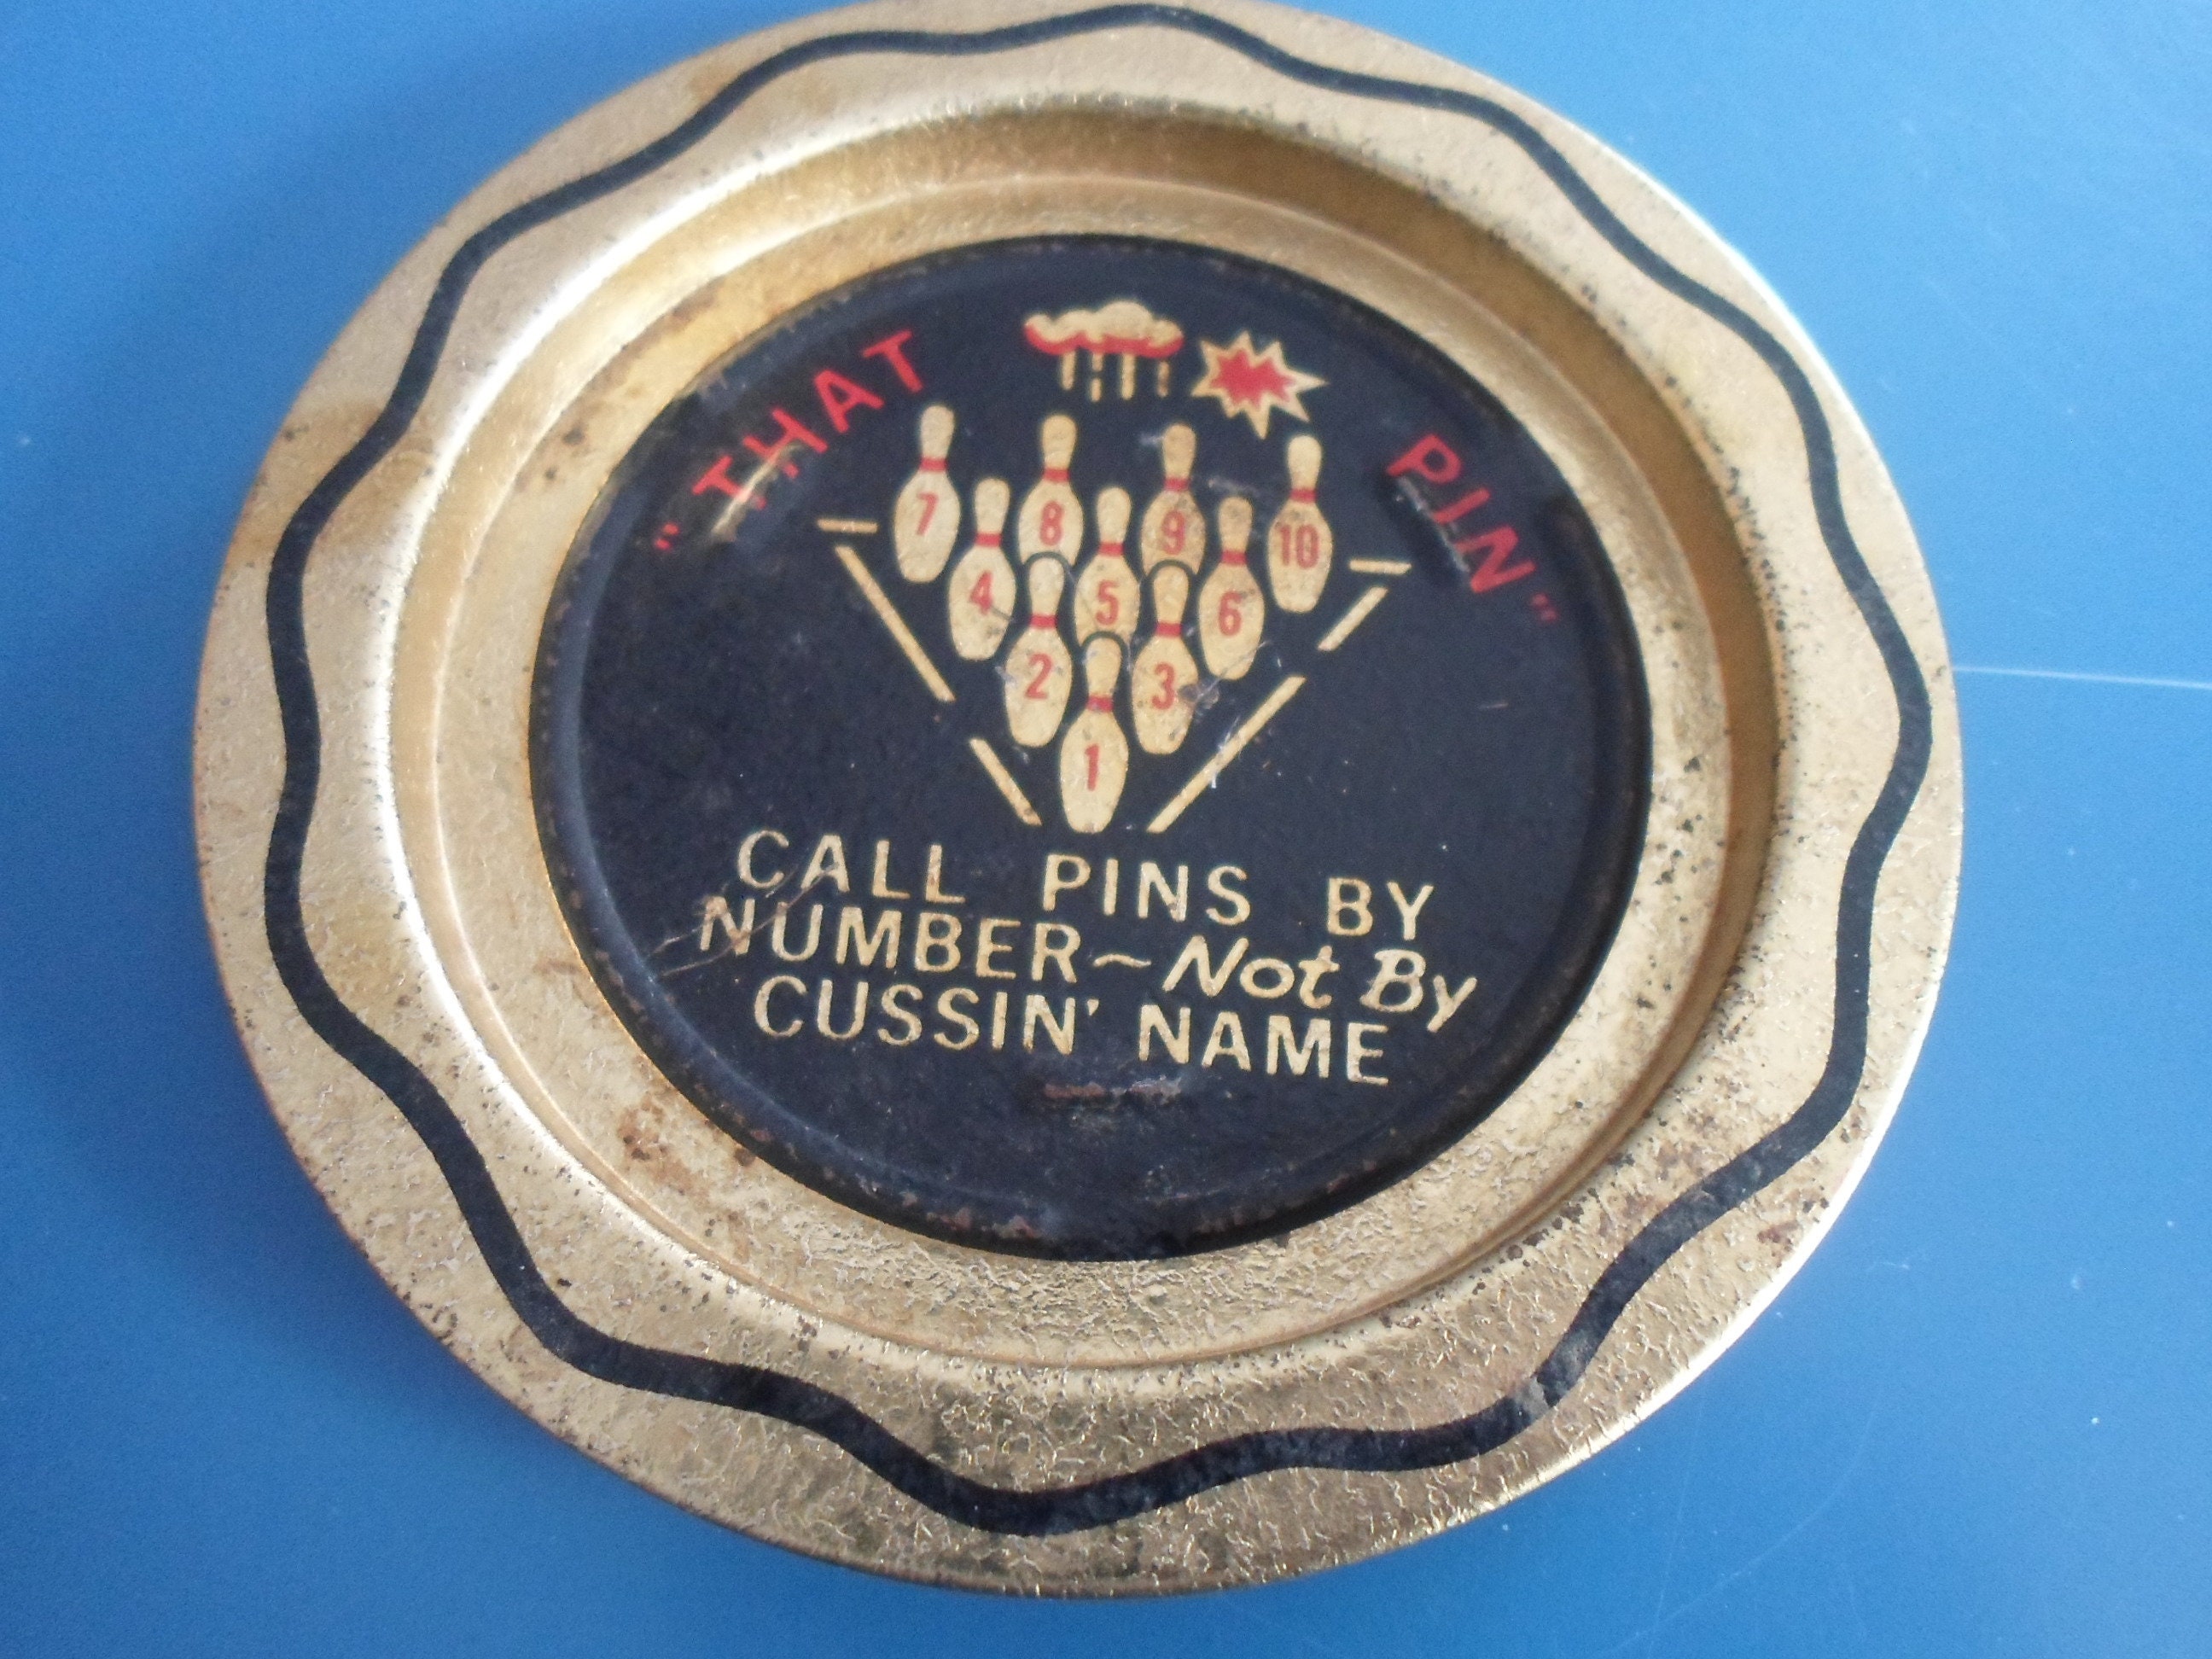 "THAT PIN"
7 8 9 10
4 5 6
2 3
1
CALL PINS BY
NUMBER~Not By
CUSSIN' NAME